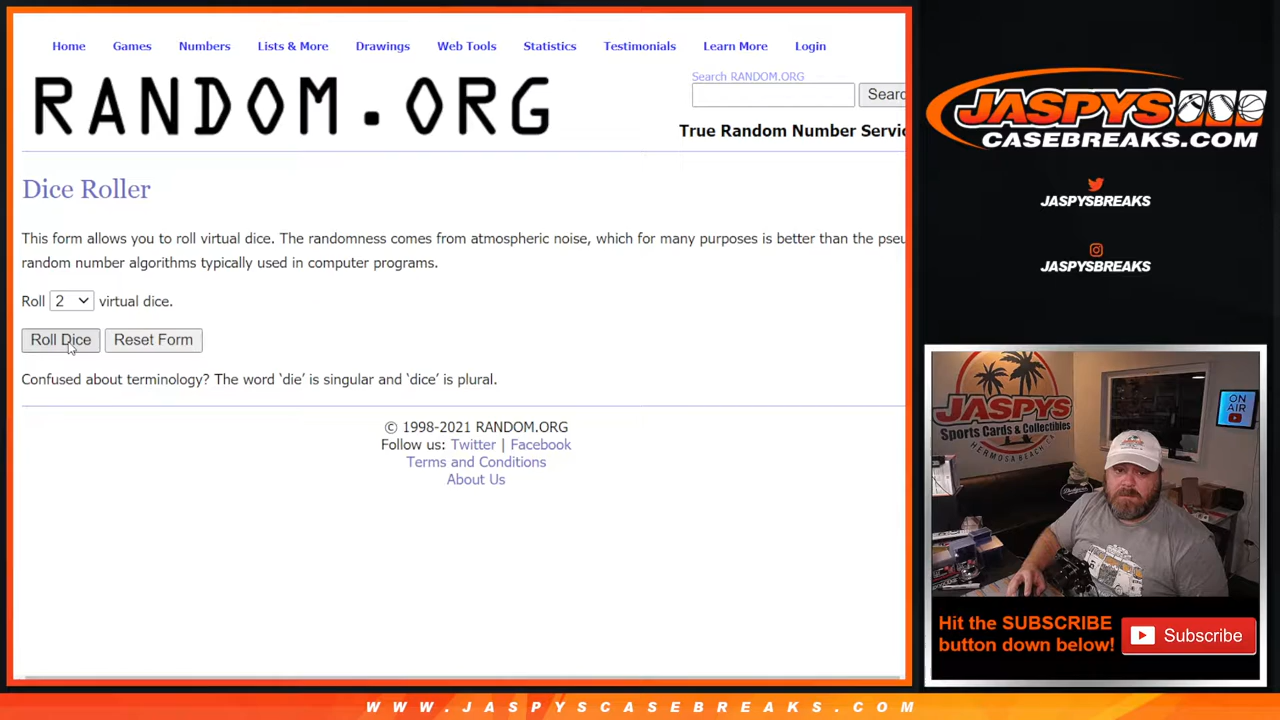 Home Games Numbers Lists & More Drawings Web Tools Statistics Testimonials Learn More Login
RANDOM.ORG
Search RANDOM.ORG
Searc
True Random Number Servic
Dice Roller
This form allows you to roll virtual dice. The randomness comes from atmospheric noise, which for many purposes is better than the pseu
random number algorithms typically used in computer programs.
Roll 2 virtual dice.
Roll Dice Reset Form
Confused about terminology? The word ‘die’ is singular and ‘dice’ is plural.
© 1998-2021 RANDOM.ORG
Follow us: Twitter | Facebook
Terms and Conditions
About Us
JASPYS
CASEBREAKS.COM
JASPYSBREAKS
JASPYSBREAKS
JASPYS
Sports Cards & Collectibles
HERMOSA BEACH, CA
ON
AIR
Hit the SUBSCRIBE
button down below!
Subscribe
WWW.JASPYSCASEBREAKS.COM